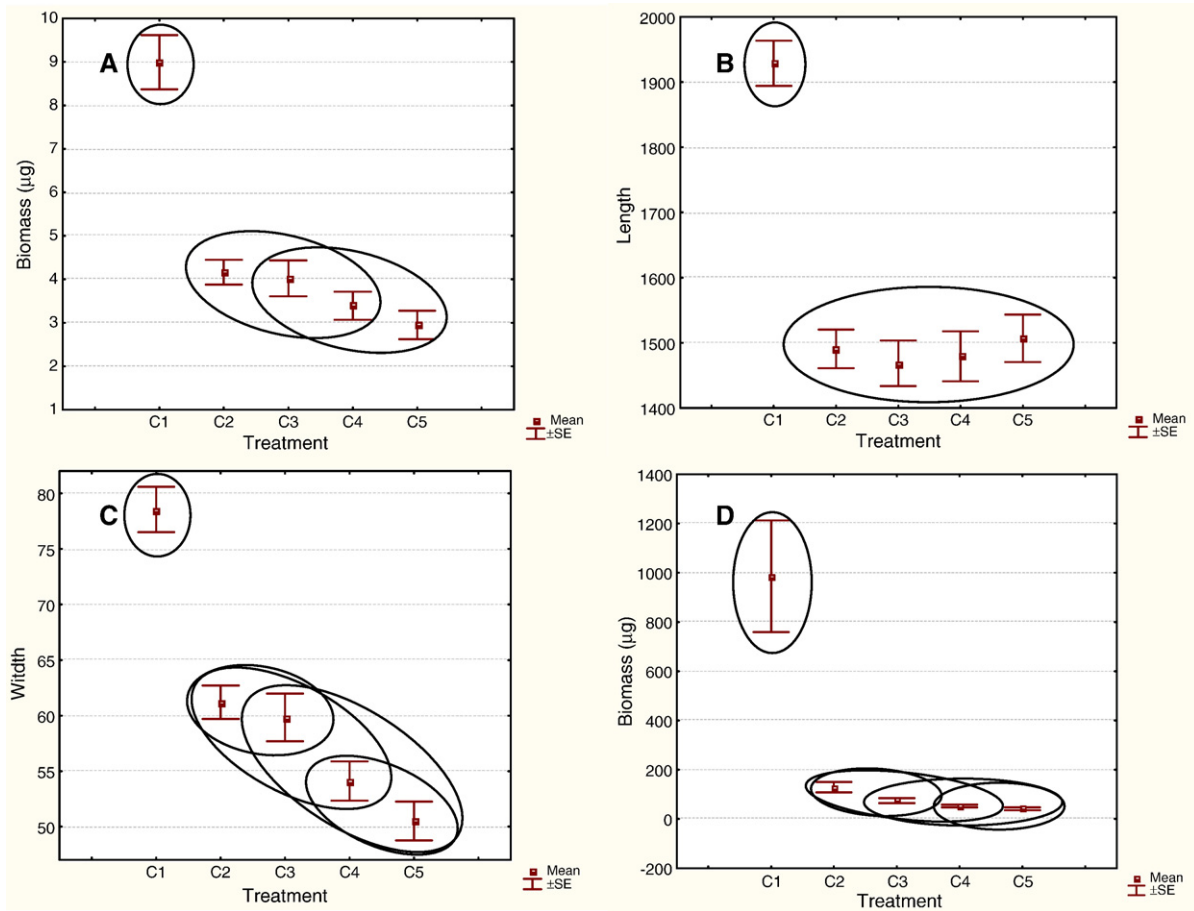 A
Biomass (µg)
10
9
8
10
7
6
5
4
3
2
1
C1 C2 C3 C4 C5
Treatment
Mean
±SE
B
Length
2000
1900
1800
1700
1600
1500
1400
C1 C2 C3 C4 C5
Treatment
Mean
±SE
C
Witdth
80
75
70
65
60
55
50
C1 C2 C3 C4 C5
Treatment
Mean
±SE
D
Biomass (µg)
1400
1200
1000
800
600
400
200
0
-200
C1 C2 C3 C4 C5
Treatment
Mean
±SE